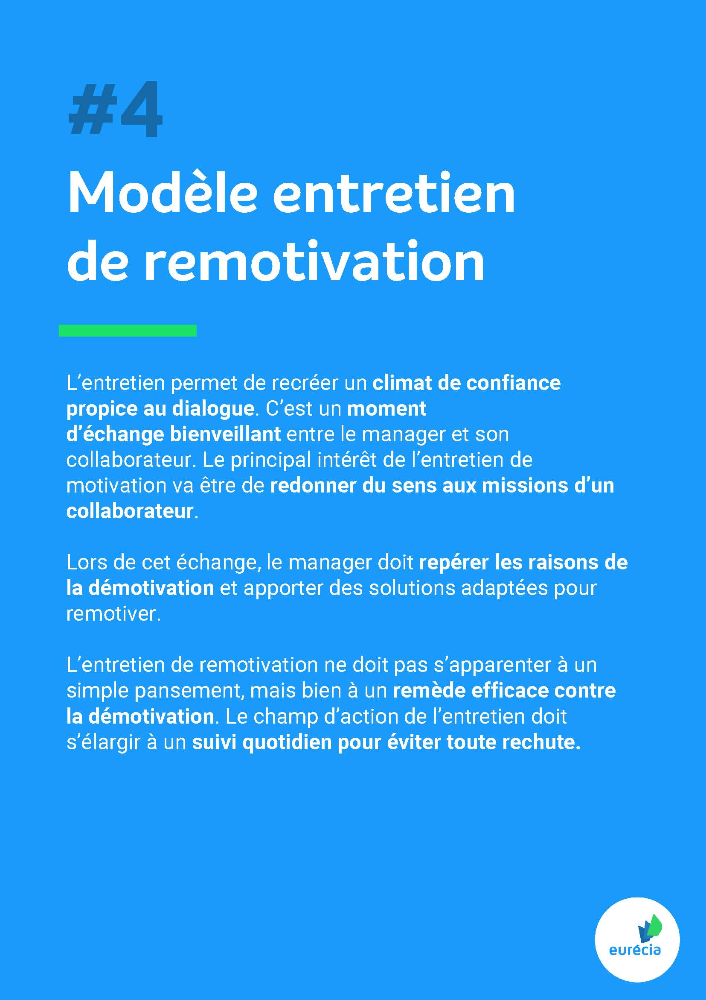 #4
Modèle entretien
de remotivation
L’entretien permet de recréer un climat de confiance
propice au dialogue. C’est un moment
d’échange bienveillant entre le manager et son
collaborateur. Le principal intérêt de l’entretien de
motivation va être de redonner du sens aux missions d’un
collaborateur.
Lors de cet échange, le manager doit repérer les raisons de
la démotivation et apporter des solutions adaptées pour
remotiver.
L’entretien de remotivation ne doit pas s’apparenter à un
simple pansement, mais bien à un remède efficace contre
la démotivation. Le champ d’action de l’entretien doit
s’élargir à un suivi quotidien pour éviter toute rechute.
eurécia